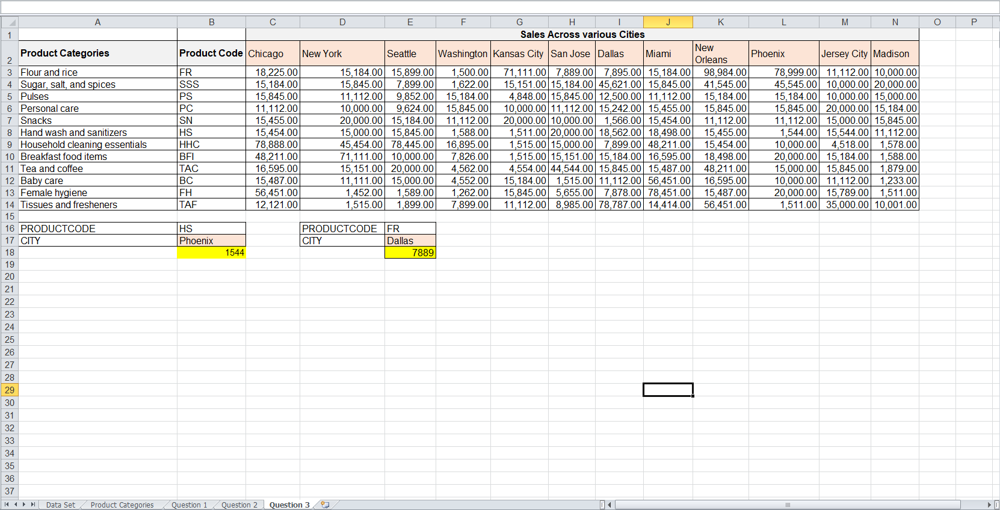 A B C D E F G H I J K L M N O P
1 Sales Across various Cities
2 Product Categories Product Code Chicago New York Seattle Washington Kansas City San Jose Dallas Miami New Orleans Phoenix Jersey City Madison
3 Flour and rice FR 18,225.00 15,184.00 15,899.00 1,500.00 71,111.00 7,889.00 7,895.00 15,184.00 98,984.00 78,999.00 11,112.00 10,000.00
4 Sugar, salt, and spices SSS 15,184.00 15,845.00 7,899.00 1,622.00 15,151.00 15,184.00 45,621.00 15,845.00 41,545.00 45,545.00 10,000.00 20,000.00
5 Pulses PS 15,845.00 11,112.00 9,852.00 15,184.00 4,848.00 15,845.00 12,500.00 11,112.00 15,184.00 15,184.00 10,000.00 15,000.00
6 Personal care PC 11,112.00 10,000.00 9,624.00 15,845.00 10,000.00 11,112.00 15,242.00 15,455.00 15,845.00 15,845.00 20,000.00 15,184.00
7 Snacks SN 15,455.00 20,000.00 15,184.00 11,112.00 20,000.00 10,000.00 1,566.00 15,454.00 11,112.00 11,112.00 15,000.00 15,845.00
8 Hand wash and sanitizers HS 15,454.00 15,000.00 15,845.00 1,588.00 1,511.00 20,000.00 18,562.00 18,498.00 15,455.00 1,544.00 15,544.00 11,112.00
9 Household cleaning essentials HHC 78,888.00 45,454.00 78,445.00 16,895.00 1,515.00 15,000.00 7,899.00 48,211.00 15,454.00 10,000.00 4,518.00 1,578.00
10 Breakfast food items BFI 48,211.00 71,111.00 10,000.00 7,826.00 1,515.00 15,151.00 15,184.00 16,595.00 18,498.00 20,000.00 15,184.00 1,588.00
11 Tea and coffee TAC 16,595.00 15,151.00 20,000.00 4,562.00 4,554.00 44,544.00 15,845.00 15,487.00 48,211.00 15,000.00 15,845.00 1,879.00
12 Baby care BC 15,487.00 11,111.00 15,000.00 4,552.00 15,184.00 1,515.00 11,112.00 56,451.00 16,595.00 10,000.00 11,112.00 1,233.00
13 Female hygiene FH 56,451.00 1,452.00 1,589.00 1,262.00 15,845.00 5,655.00 7,878.00 78,451.00 15,487.00 20,000.00 15,789.00 1,511.00
14 Tissues and fresheners TAF 12,121.00 1,515.00 1,899.00 7,899.00 11,112.00 8,985.00 78,787.00 14,414.00 56,451.00 1,511.00 35,000.00 10,001.00
15
16 PRODUCTCODE HS PRODUCTCODE FR
17 CITY Phoenix CITY Dallas
18 1544 7889
19
20
21
22
23
24
25
26
27
28
29
30
31
32
33
34
35
36
37
Data Set Product Categories Question 1 Question 2 Question 3